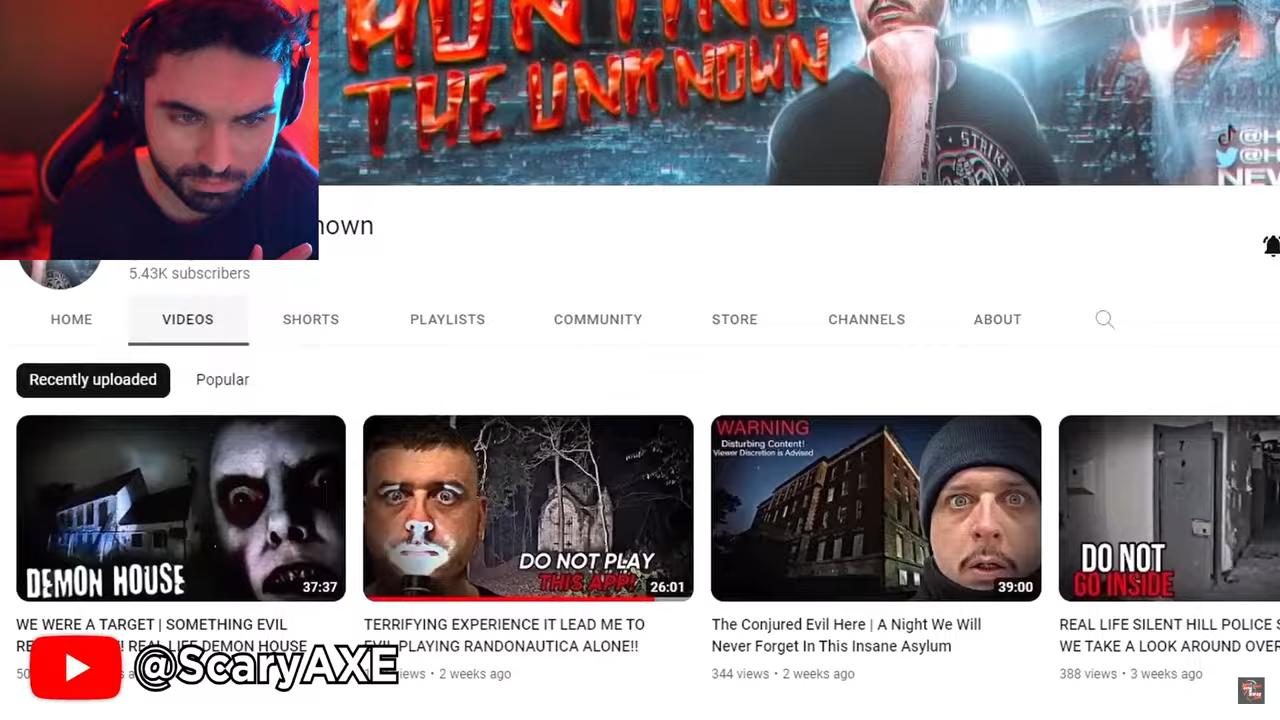 HUNTING
THE UNKNOWN
STRIKE
5.43K subscribers
HOME VIDEOS SHORTS PLAYLISTS COMMUNITY STORE CHANNELS ABOUT
Recently uploaded Popular
DEMON HOUSE
37:37
DO NOT PLAY
THIS APP!
26:01
WARNING
Disturbing Content!
Viewer Discretion is Advised
39:00
7
DO NOT
GO INSIDE
WE WERE A TARGET | SOMETHING EVIL
REAL LIFE DEMON HOUSE
TERRIFYING EXPERIENCE IT LEAD ME TO
PLAYING RANDONAUTICA ALONE!!
2 weeks ago
The Conjured Evil Here | A Night We Will
Never Forget In This Insane Asylum
344 views • 2 weeks ago
REAL LIFE SILENT HILL POLICE
WE TAKE A LOOK AROUND
388 views • 3 weeks ago
@ScaryAXE